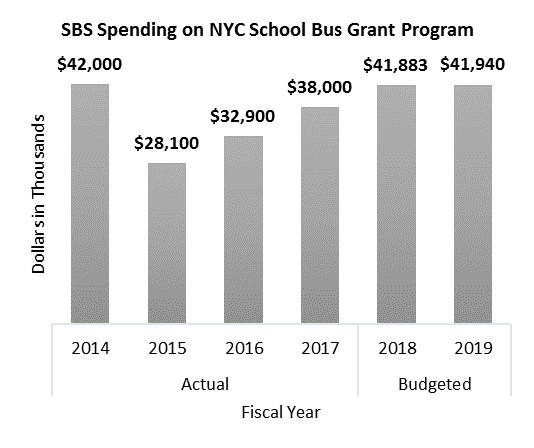 SBS Spending on NYC School Bus Grant Program
$42,000
$28,100
$32,900
$38,000
$41,883 $41,940
Dollars in Thousands
2014 2015 2016 2017 2018 2019
Actual Budgeted
Fiscal Year